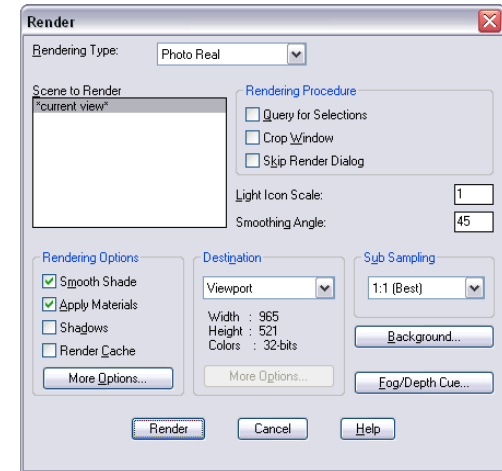 Render
Rendering Type:
Photo Real
Scene to Render
*current view*
Rendering Procedure
Query for Selections
Crop Window
Skip Render Dialog
Light Icon Scale:
1
Smoothing Angle:
45
Rendering Options
Smooth Shade
Apply Materials
Shadows
Render Cache
More Options...
Destination
Viewport
Width : 965
Height : 521
Colors : 32-bits
More Options...
Sub Sampling
1:1 (Best)
Background...
Fog/Depth Cue...
Render
Cancel
Help